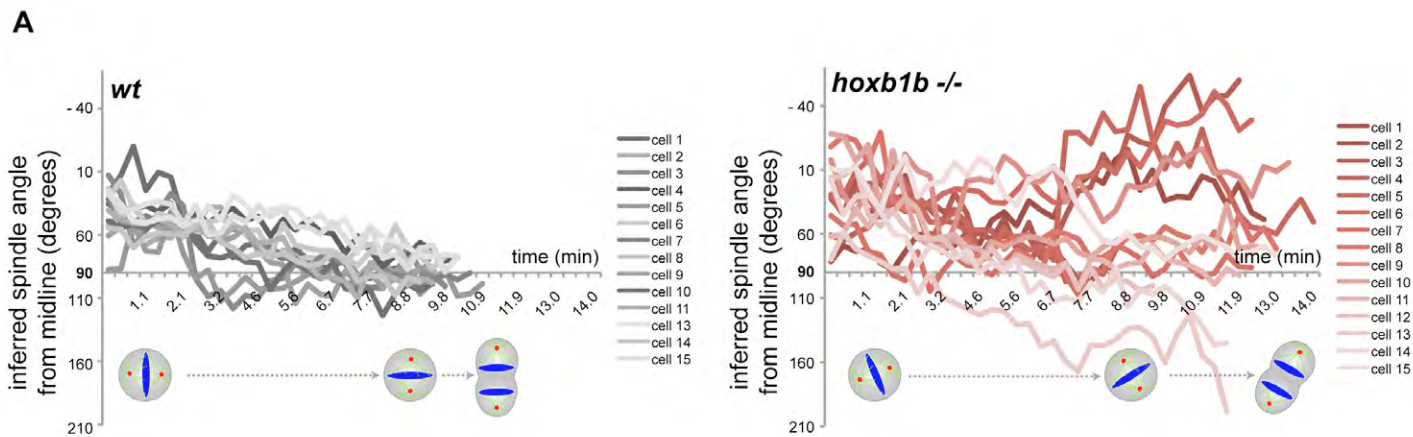 A
wt
inferred spindle angle
from midline (degrees)
- 40
10
60
90
110
160
210
time (min)
1.1
2.1
3.2
4.6
5.6
6.7
7.7
8.8
9.8
10.9
11.9
13.0
14.0
cell 1
cell 2
cell 3
cell 4
cell 5
cell 6
cell 7
cell 8
cell 9
cell 10
cell 11
cell 13
cell 14
cell 15
hoxb1b -/-
inferred spindle angle
from midline (degrees)
- 40
10
60
90
110
160
210
time (min)
1.1
2.1
3.2
4.6
5.6
6.7
7.7
8.8
9.8
10.9
11.9
13.0
14.0
cell 1
cell 2
cell 3
cell 4
cell 5
cell 6
cell 7
cell 8
cell 9
cell 10
cell 11
cell 12
cell 13
cell 14
cell 15